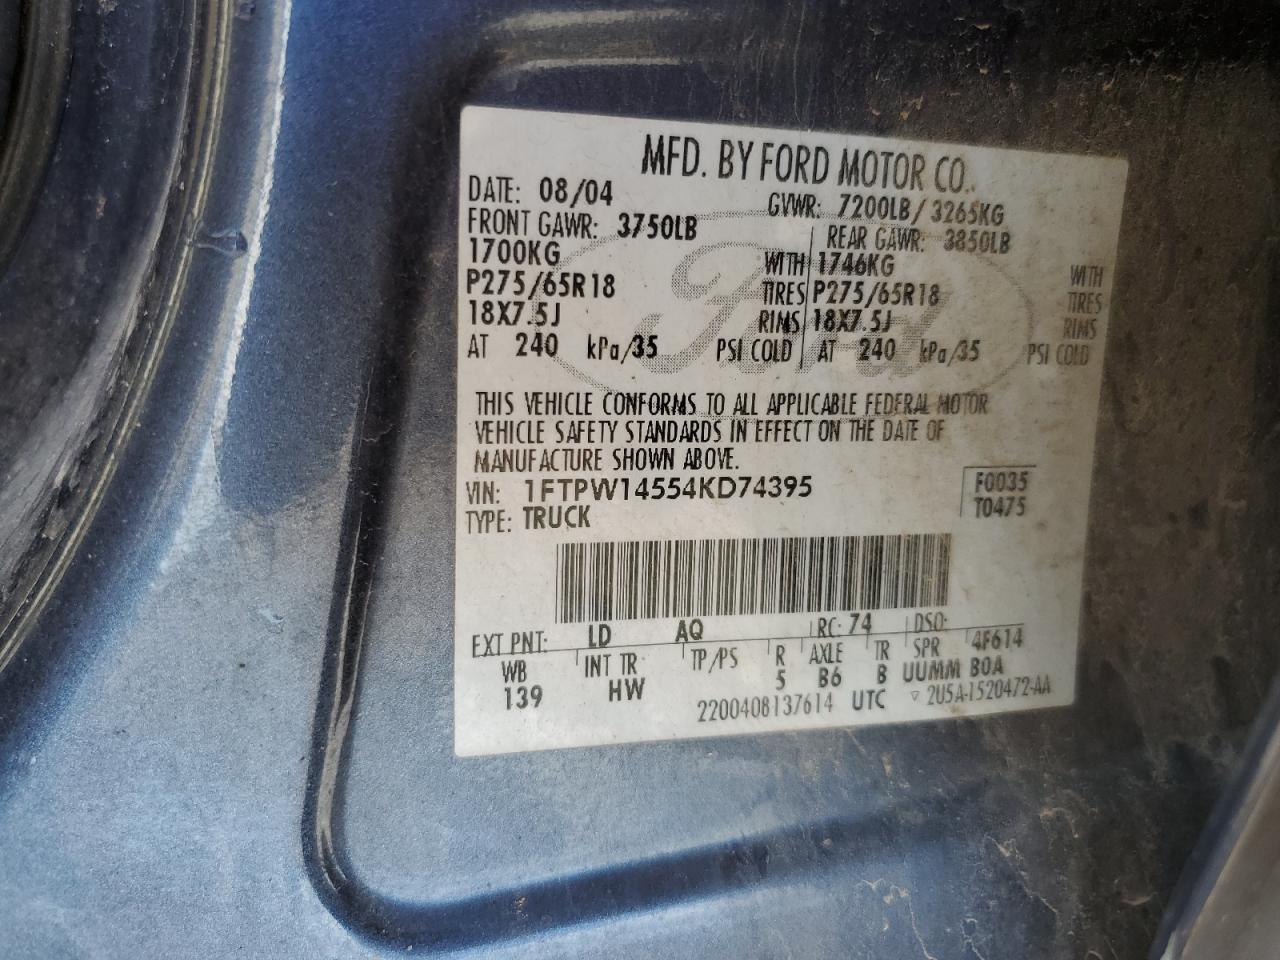 MFD. BY FORD MOTOR CO.
DATE: 08/04 GVWR: 7200LB/3265KG
FRONT GAWR: 3750LB REAR GAWR: 3850LB
1700KG WITH 1746KG WITH
P275/65R18 TIRES P275/65R18 TIRES
18X7.5J RIMS 18X7.5J RIMS
AT 240 kPa/35 PSI COLD AT 240 kPa/35 PSI COLD
Ford
THIS VEHICLE CONFORMS TO ALL APPLICABLE FEDERAL MOTOR
VEHICLE SAFETY STANDARDS IN EFFECT ON THE DATE OF
MANUFACTURE SHOWN ABOVE.
VIN: 1FTPW14554KD74395 F0035
TYPE: TRUCK T0475
EXT PNT: LD AQ RC: 74 DSO:
WB INT TR TP/PS R AXLE TR SPR 4F614
139 HW 5 B6 B UUMM BOA
2200408137614 UTC ▽ 2U5A-1520472-AA